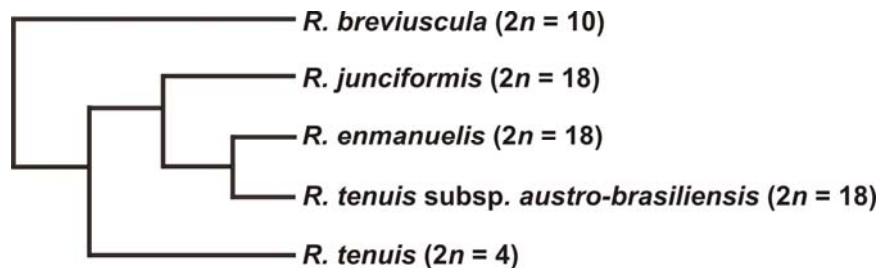 R. breviuscula (2n = 10)
R. junciformis (2n = 18)
R. enmanuelis (2n = 18)
R. tenuis subsp. austro-brasiliensis (2n = 18)
R. tenuis (2n = 4)